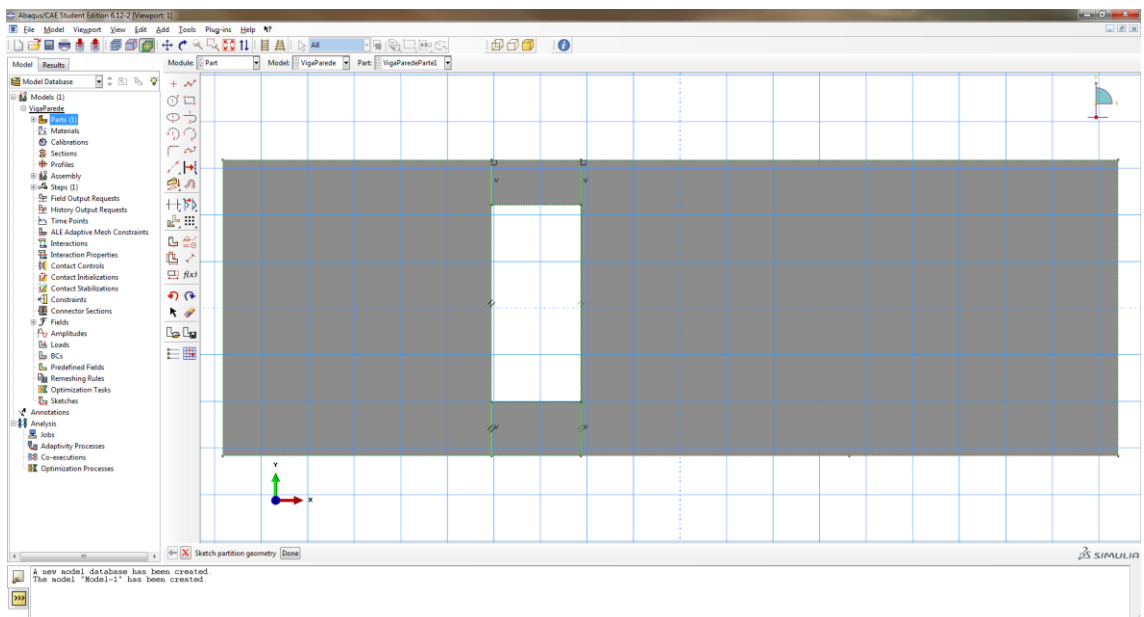 Abaqus/CAE Student Edition 6.12-2 [Viewport: 1]
File Model Viewport View Edit Add Tools Plug-ins Help
All
Model Results
Module: Part Model: VigaParede Part: VigaParedeParte1
Model Database
Models (1)
VigaParede
Parts (1)
Materials
Calibrations
Sections
Profiles
Assembly
Steps (1)
Field Output Requests
History Output Requests
Time Points
ALE Adaptive Mesh Constraints
Interactions
Interaction Properties
Contact Controls
Contact Initializations
Contact Stabilizations
Constraints
Connector Sections
Fields
Amplitudes
Loads
BCs
Predefined Fields
Remeshing Rules
Optimization Tasks
Sketches
Annotations
Analysis
Jobs
Adaptivity Processes
Co-executions
Optimization Processes
f(x)
V V
V V
Y
X
Sketch partition geometry Done
SIMULIA
A new model database has been created.
The model "Model-1" has been created.
>>>